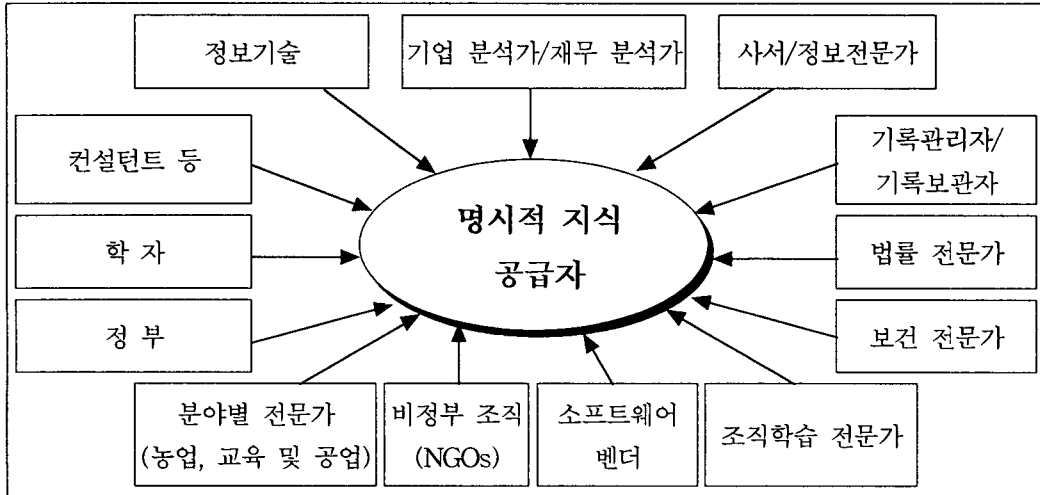 정보기술
기업 분석가/재무 분석가
사서/정보전문가
컨설턴트 등
기록관리자/
기록보관자
명시적 지식
공급자
학 자
법률 전문가
정 부
보건 전문가
분야별 전문가
(농업, 교육 및 공업)
비정부 조직
(NGOs)
소프트웨어
벤더
조직학습 전문가